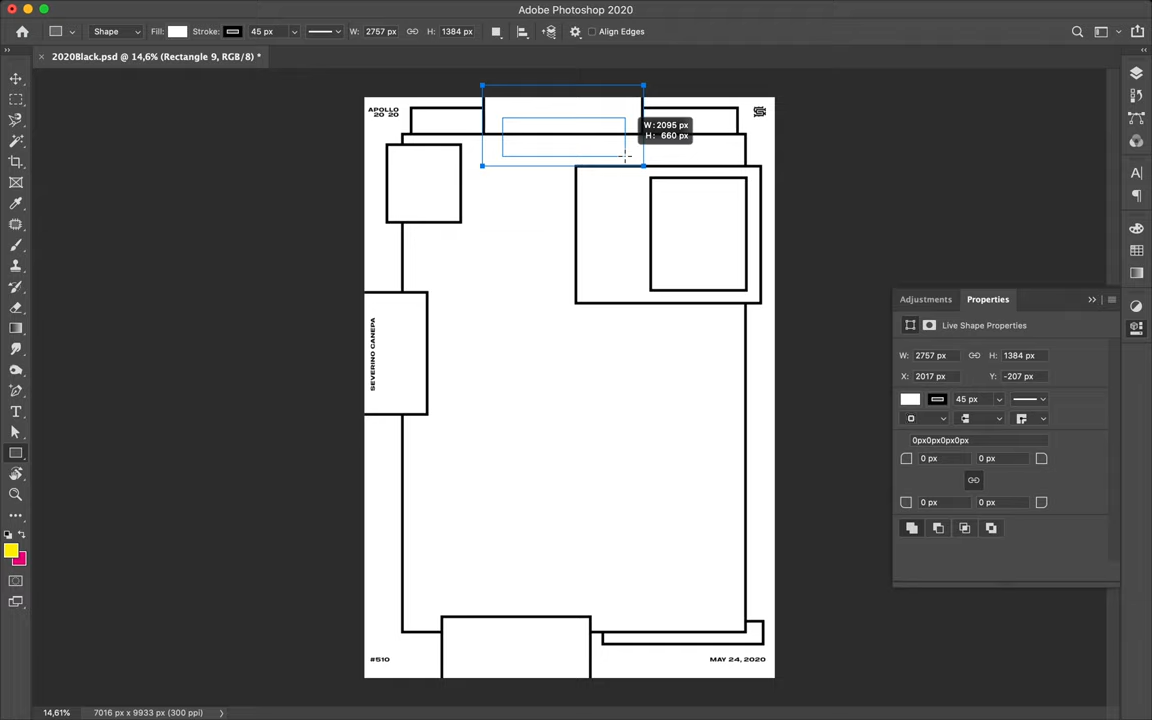 Adobe Photoshop 2020
Shape Fill: Stroke: 45 px W: 2757 px H: 1384 px Align Edges
2020Black.psd @ 14,6% (Rectangle 9, RGB/8) *
APOLLO
20 20
W: 2095 px
H: 660 px
SEVERINO CANEPA
#510
MAY 24, 2020
Adjustments Properties
Live Shape Properties
W: 2757 px H: 1384 px
X: 2017 px Y: -207 px
45 px
0px0px0px0px
0 px 0 px
0 px 0 px
14,61% 7016 px x 9933 px (300 ppi)